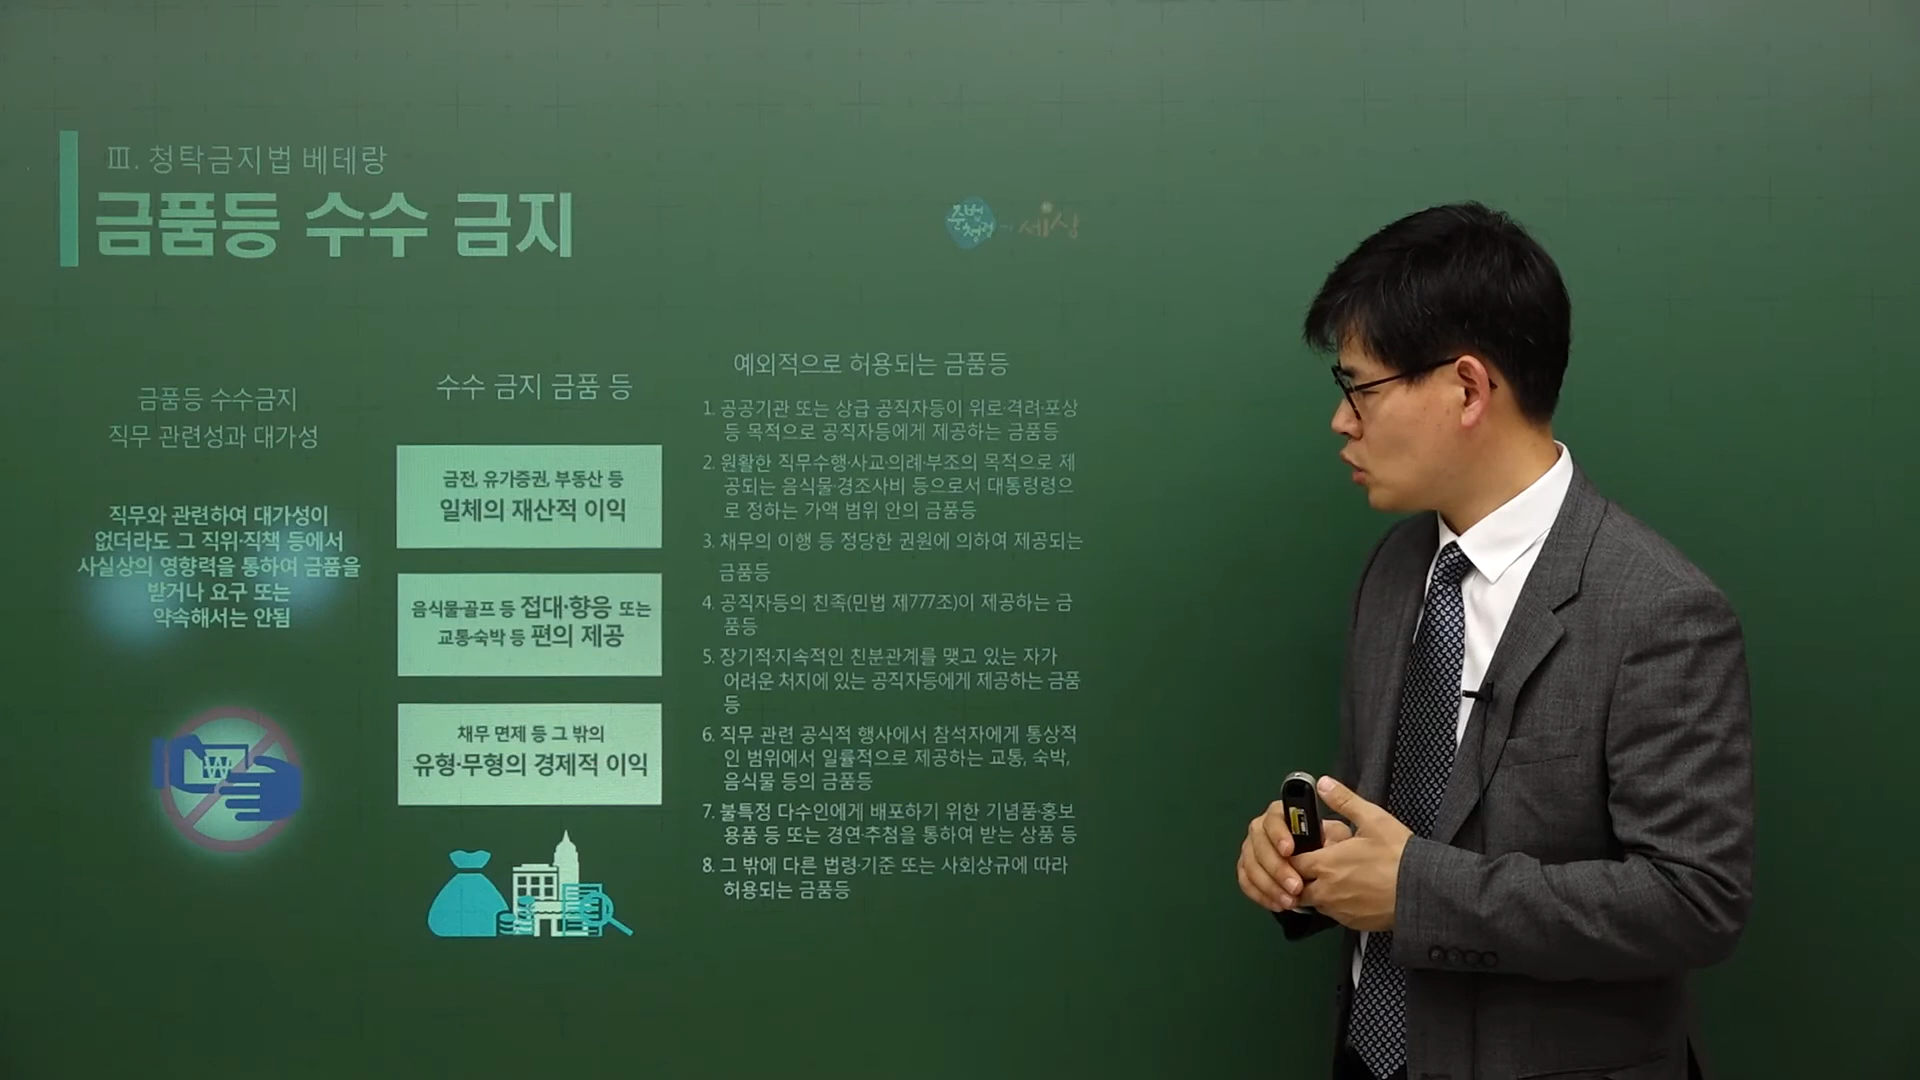 Ⅲ. 청탁금지법 베테랑
금품등 수수 금지
준법
청렴
세상
금품등 수수금지
직무 관련성과 대가성
직무와 관련하여 대가성이
없더라도 그 직위·직책 등에서
사실상의 영향력을 통하여 금품을
받거나 요구 또는
약속해서는 안됨
W
수수 금지 금품 등
금전, 유가증권, 부동산 등
일체의 재산적 이익
음식물·골프 등 접대·향응 또는
교통·숙박 등 편의 제공
채무 면제 등 그 밖의
유형·무형의 경제적 이익
예외적으로 허용되는 금품등
1. 공공기관 또는 상급 공직자등이 위로·격려·포상
등 목적으로 공직자등에게 제공하는 금품등
2. 원활한 직무수행·사교·의례·부조의 목적으로 제
공되는 음식물·경조사비 등으로서 대통령령으
로 정하는 가액 범위 안의 금품등
3. 채무의 이행 등 정당한 권원에 의하여 제공되는
금품등
4. 공직자등의 친족(민법 제777조)이 제공하는 금
품등
5. 장기적·지속적인 친분관계를 맺고 있는 자가
어려운 처지에 있는 공직자등에게 제공하는 금품
등
6. 직무 관련 공식적 행사에서 참석자에게 통상적
인 범위에서 일률적으로 제공하는 교통, 숙박,
음식물 등의 금품등
7. 불특정 다수인에게 배포하기 위한 기념품·홍보
용품 등 또는 경연·추첨을 통하여 받는 상품 등
8. 그 밖에 다른 법령·기준 또는 사회상규에 따라
허용되는 금품등